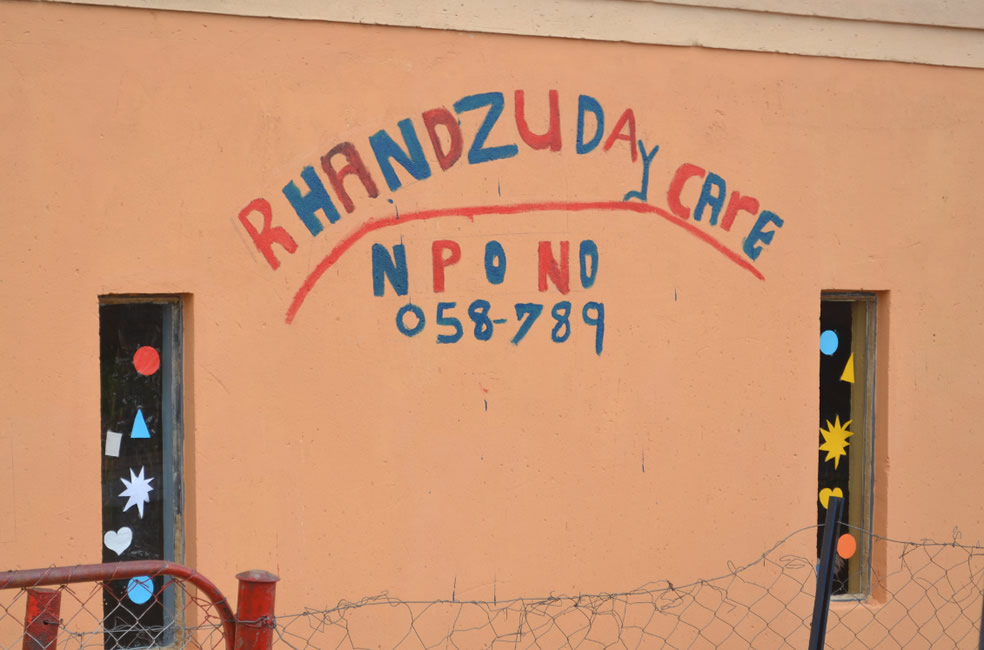 RHANDZU DAY CArE
NPO NO
058-789